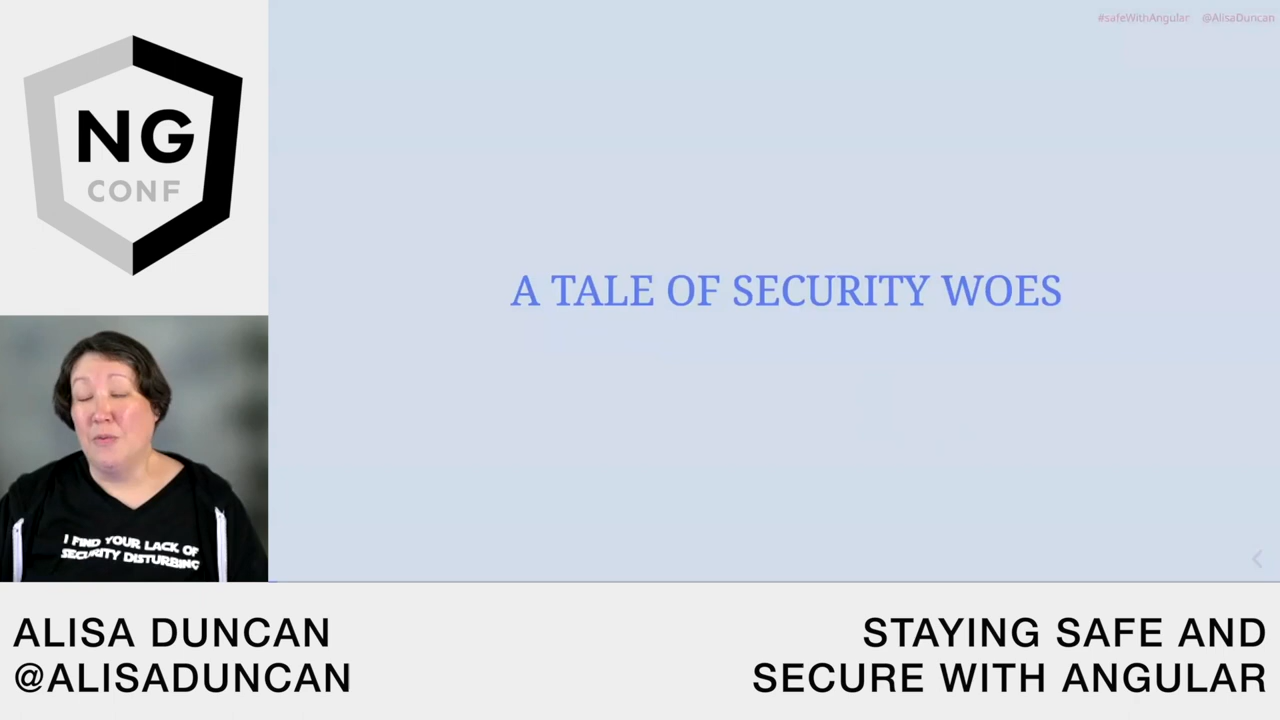 #safeWithAngular @AlisaDuncan
NG
CONF
A TALE OF SECURITY WOES
I FIND YOUR LACK OF
SECURITY DISTURBING
ALISA DUNCAN
@ALISADUNCAN
STAYING SAFE AND
SECURE WITH ANGULAR